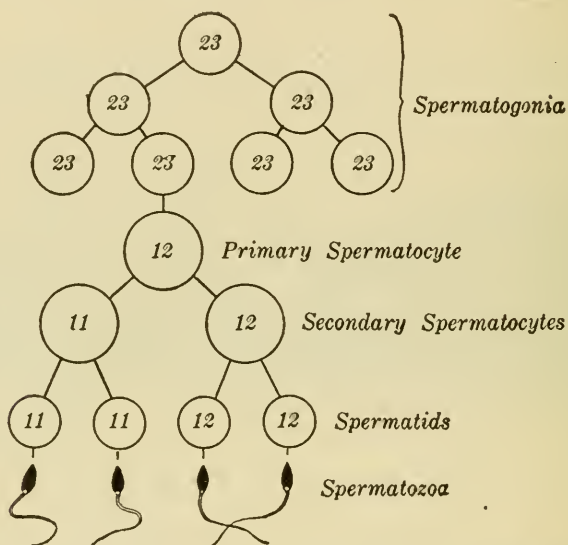 23
23 23
Spermatogonia
23 23 23 23
12 Primary Spermatocyte
11 12 Secondary Spermatocytes
11 11 12 12 Spermatids
Spermatozoa